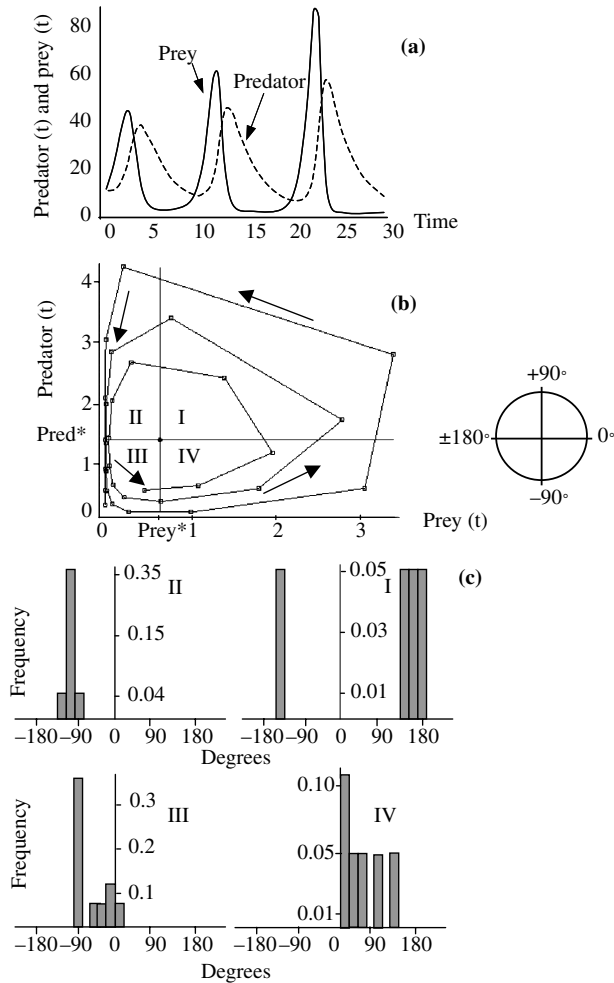 Predator (t) and prey (t)
80
60
40
20
0
Prey
Predator
(a)
0 5 10 15 20 25 30 Time
Predator (t)
4
3
2
Pred*
1
0
(b)
II I
III IV
0 Prey* 1 2 3 Prey (t)
+90°
±180° 0°
−90°
(c)
Frequency
0.35
0.15
0.04
II
−180 −90 0 90 180
0.05
0.03
0.01
I
−180 −90 0 90 180
Degrees
Frequency
0.3
0.2
0.1
III
−180 −90 0 90 180
0.10
0.05
0.01
IV
−180 −90 0 90 180
Degrees